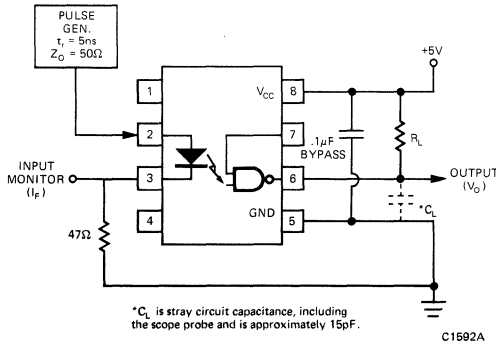 PULSE
GEN.
t_r = 5ns
Z_O = 50Ω
+5V
1
V_CC
8
2
7
.1µF
BYPASS
R_L
INPUT
MONITOR
(I_F)
3
6
OUTPUT
(V_O)
*C_L
4
GND
5
47Ω
*C_L is stray circuit capacitance, including
the scope probe and is approximately 15pF.
C1592A